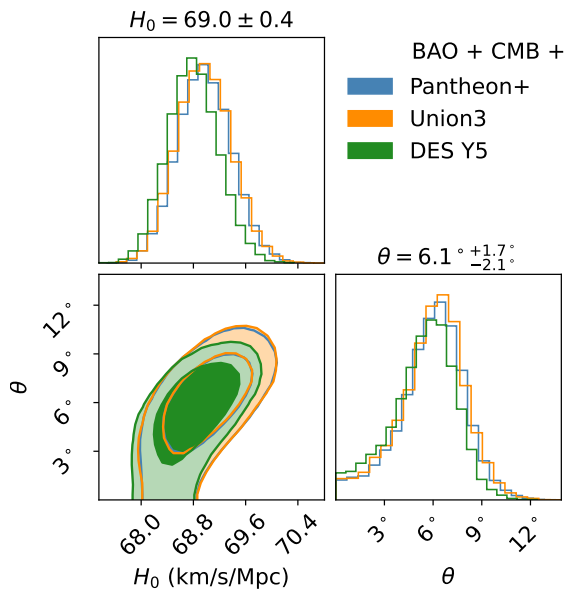 H₀ = 69.0 ± 0.4
BAO + CMB +
Pantheon+
Union3
DES Y5
θ = 6.1°⁺¹·⁷°₋₂.₁°
12°
9°
6°
3°
θ
68.0 68.8 69.6 70.4
H₀ (km/s/Mpc)
3° 6° 9° 12°
θ